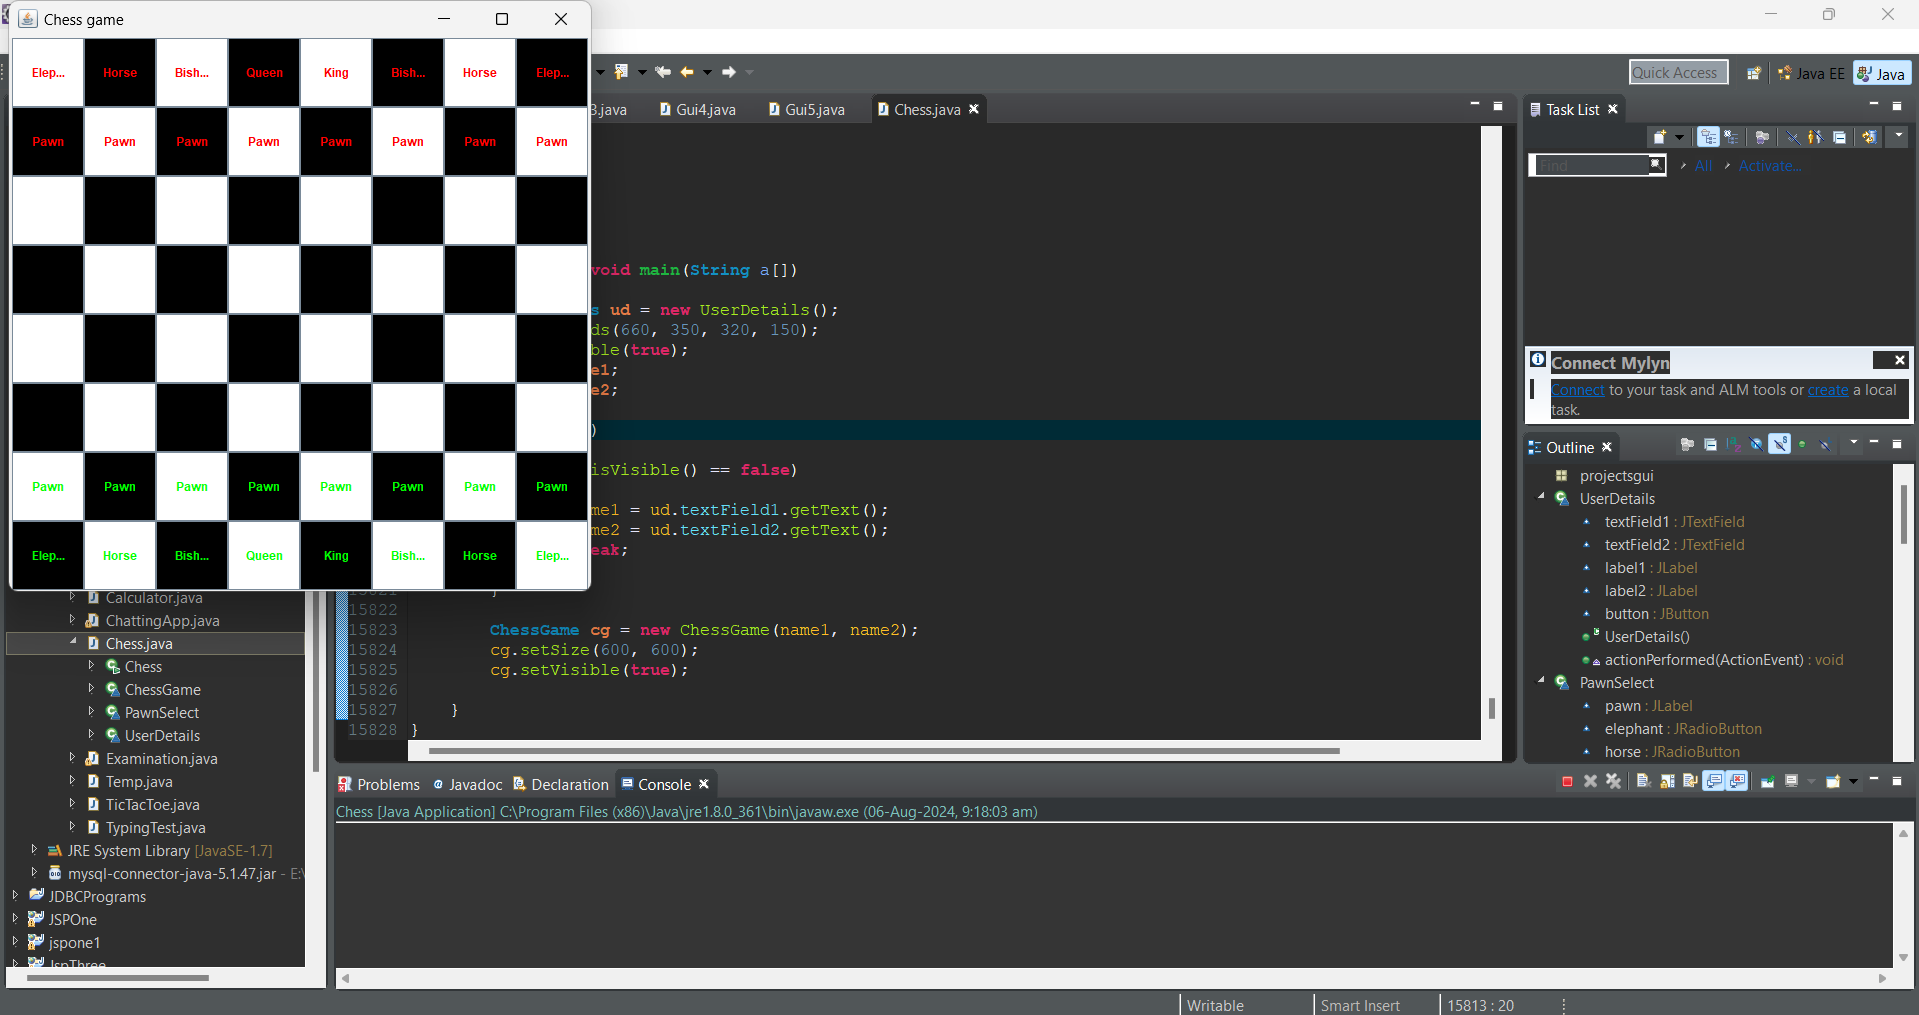 Chess game
Elep... Horse Bish... Queen King Bish... Horse Elep...
Pawn Pawn Pawn Pawn Pawn Pawn Pawn Pawn
Pawn Pawn Pawn Pawn Pawn Pawn Pawn Pawn
Elep... Horse Bish... Queen King Bish... Horse Elep...
Quick Access
Java EE
Java
3.java
Gui4.java
Gui5.java
Chess.java
void main(String a[])
s ud = new UserDetails();
ds(660, 350, 320, 150);
ble(true);
e1;
e2;
)
isVisible() == false)
me1 = ud.textField1.getText();
me2 = ud.textField2.getText();
eak;
}
15821
15822
15823 ChessGame cg = new ChessGame(name1, name2);
15824 cg.setSize(600, 600);
15825 cg.setVisible(true);
15826
15827 }
15828 }
Calculator.java
ChattingApp.java
Chess.java
Chess
ChessGame
PawnSelect
UserDetails
Examination.java
Temp.java
TicTacToe.java
TypingTest.java
JRE System Library [JavaSE-1.7]
mysql-connector-java-5.1.47.jar - E:\
JDBCPrograms
JSPOne
jspone1
JspThree
Task List
Find
All
Activate...
Connect Mylyn
Connect to your task and ALM tools or create a local
task.
Outline
projectsgui
UserDetails
textField1 : JTextField
textField2 : JTextField
label1 : JLabel
label2 : JLabel
button : JButton
UserDetails()
actionPerformed(ActionEvent) : void
PawnSelect
pawn : JLabel
elephant : JRadioButton
horse : JRadioButton
Problems
@ Javadoc
Declaration
Console
Chess [Java Application] C:\Program Files (x86)\Java\jre1.8.0_361\bin\javaw.exe (06-Aug-2024, 9:18:03 am)
Writable
Smart Insert
15813 : 20